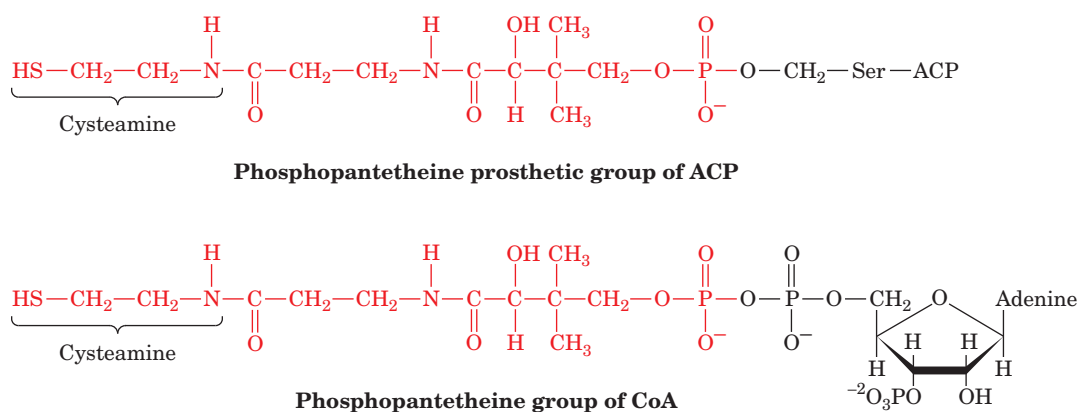 H H OH CH₃ O
HS—CH₂—CH₂—N—C—CH₂—CH₂—N—C—C—C—CH₂—O—P—O—CH₂—Ser—ACP
O O H CH₃ O⁻
Cysteamine
Phosphopantetheine prosthetic group of ACP
H H OH CH₃ O O
HS—CH₂—CH₂—N—C—CH₂—CH₂—N—C—C—C—CH₂—O—P—O—P—O—CH₂ O Adenine
O O H CH₃ O⁻ O⁻ H H H H
Cysteamine
⁻²O₃PO OH
Phosphopantetheine group of CoA